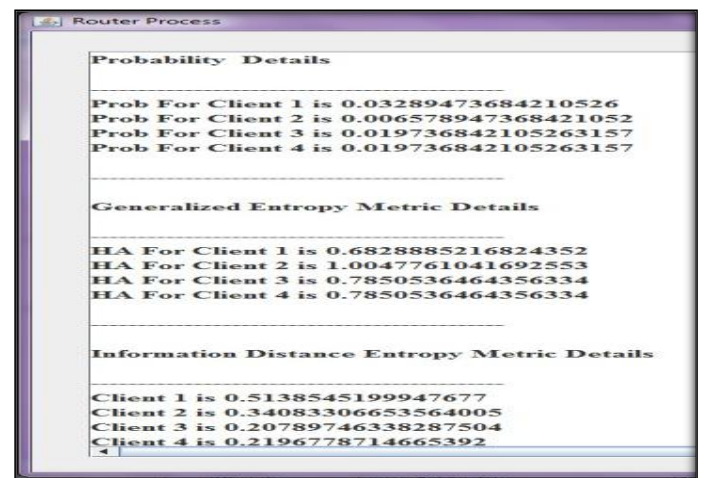 Router Process
Probability Details
Prob For Client 1 is 0.03289473684210526
Prob For Client 2 is 0.006578947368421052
Prob For Client 3 is 0.019736842105263157
Prob For Client 4 is 0.019736842105263157
Generalized Entropy Metric Details
HA For Client 1 is 0.6828885216824352
HA For Client 2 is 1.0047761041692553
HA For Client 3 is 0.7850536464356334
HA For Client 4 is 0.7850536464356334
Information Distance Entropy Metric Details
Client 1 is 0.5138545199947677
Client 2 is 0.34083306653564005
Client 3 is 0.20789746338287504
Client 4 is 0.2196778714665392